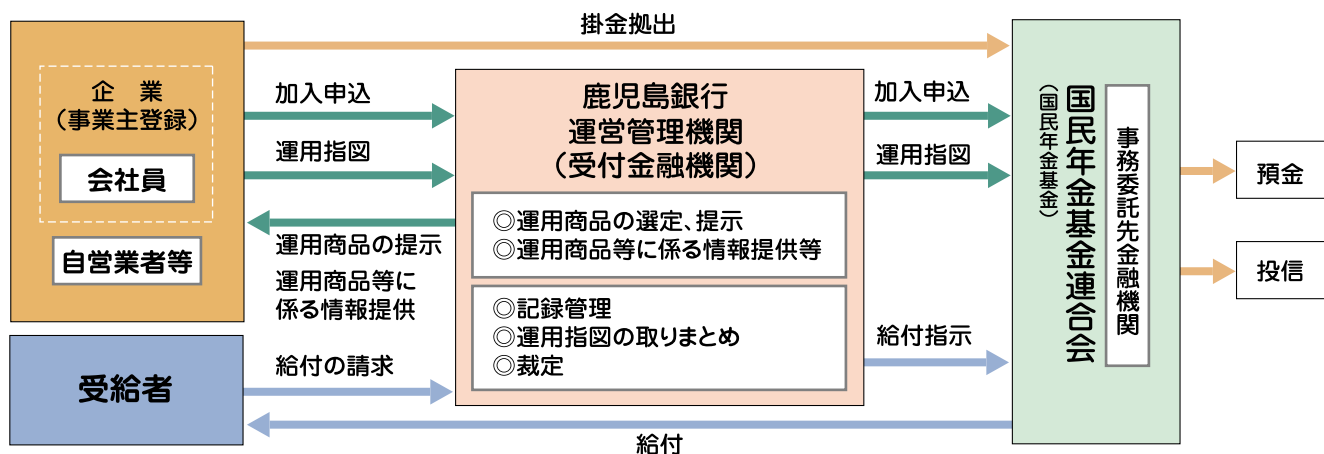 掛金拠出
企　業
（事業主登録）
会社員
自営業者等
加入申込
運用指図
運用商品の提示
運用商品等に
係る情報提供
鹿児島銀行
運営管理機関
（受付金融機関）
◎運用商品の選定、提示
◎運用商品等に係る情報提供等
◎記録管理
◎運用指図の取りまとめ
◎裁定
加入申込
運用指図
給付指示
国民年金基金連合会
（国民年金基金）
事務委託先金融機関
預金
投信
受給者
給付の請求
給付